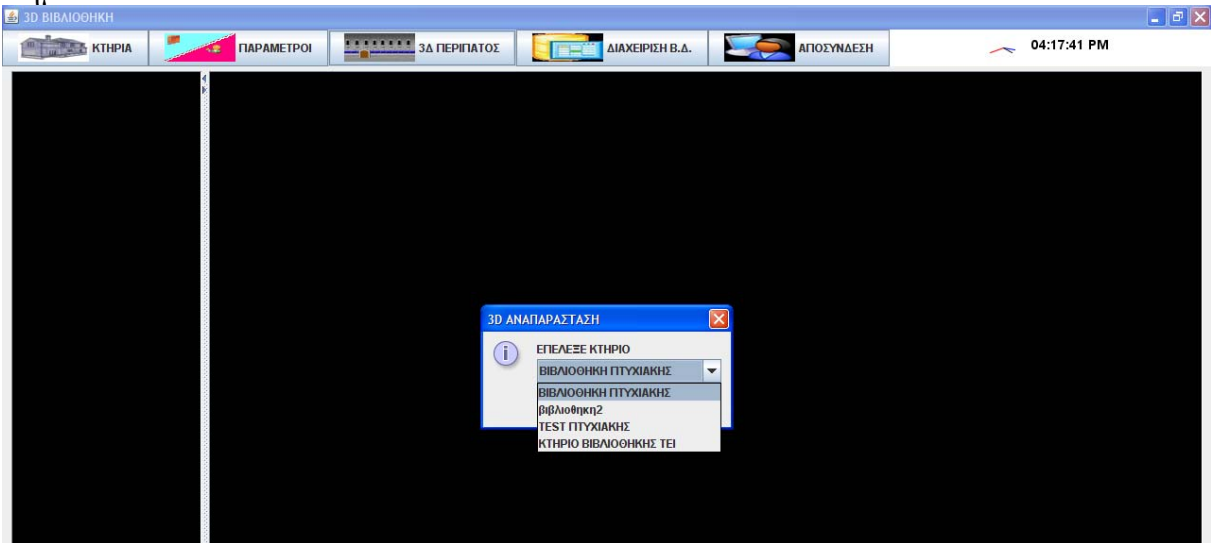 3D ΒΙΒΛΙΟΘΗΚΗ
ΚΤΗΡΙΑ ΠΑΡΑΜΕΤΡΟΙ 3Δ ΠΕΡΙΠΑΤΟΣ ΔΙΑΧΕΙΡΙΣΗ Β.Δ. ΑΠΟΣΥΝΔΕΣΗ 04:17:41 PM
3D ΑΝΑΠΑΡΑΣΤΑΣΗ
ΕΠΕΛΕΞΕ ΚΤΗΡΙΟ
ΒΙΒΛΙΟΘΗΚΗ ΠΤΥΧΙΑΚΗΣ
ΒΙΒΛΙΟΘΗΚΗ ΠΤΥΧΙΑΚΗΣ
βιβλιοθηκη2
TEST ΠΤΥΧΙΑΚΗΣ
ΚΤΗΡΙΟ ΒΙΒΛΙΟΘΗΚΗΣ ΤΕΙ